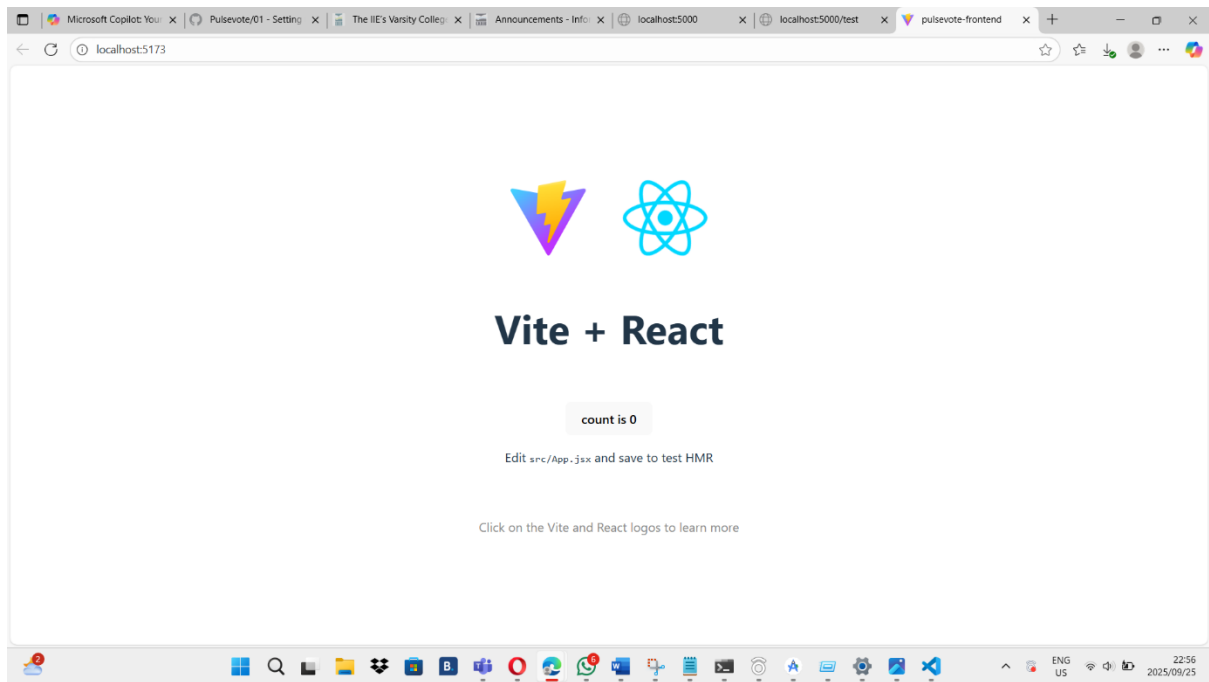 Microsoft Copilot: Your
Pulsevote/01 - Setting
The IIE's Varsity College
Announcements - Info
localhost:5000
localhost:5000/test
pulsevote-frontend
localhost:5173
Vite + React
count is 0
Edit src/App.jsx and save to test HMR
Click on the Vite and React logos to learn more
2
B.
6
ENG
US
22:56
2025/09/25